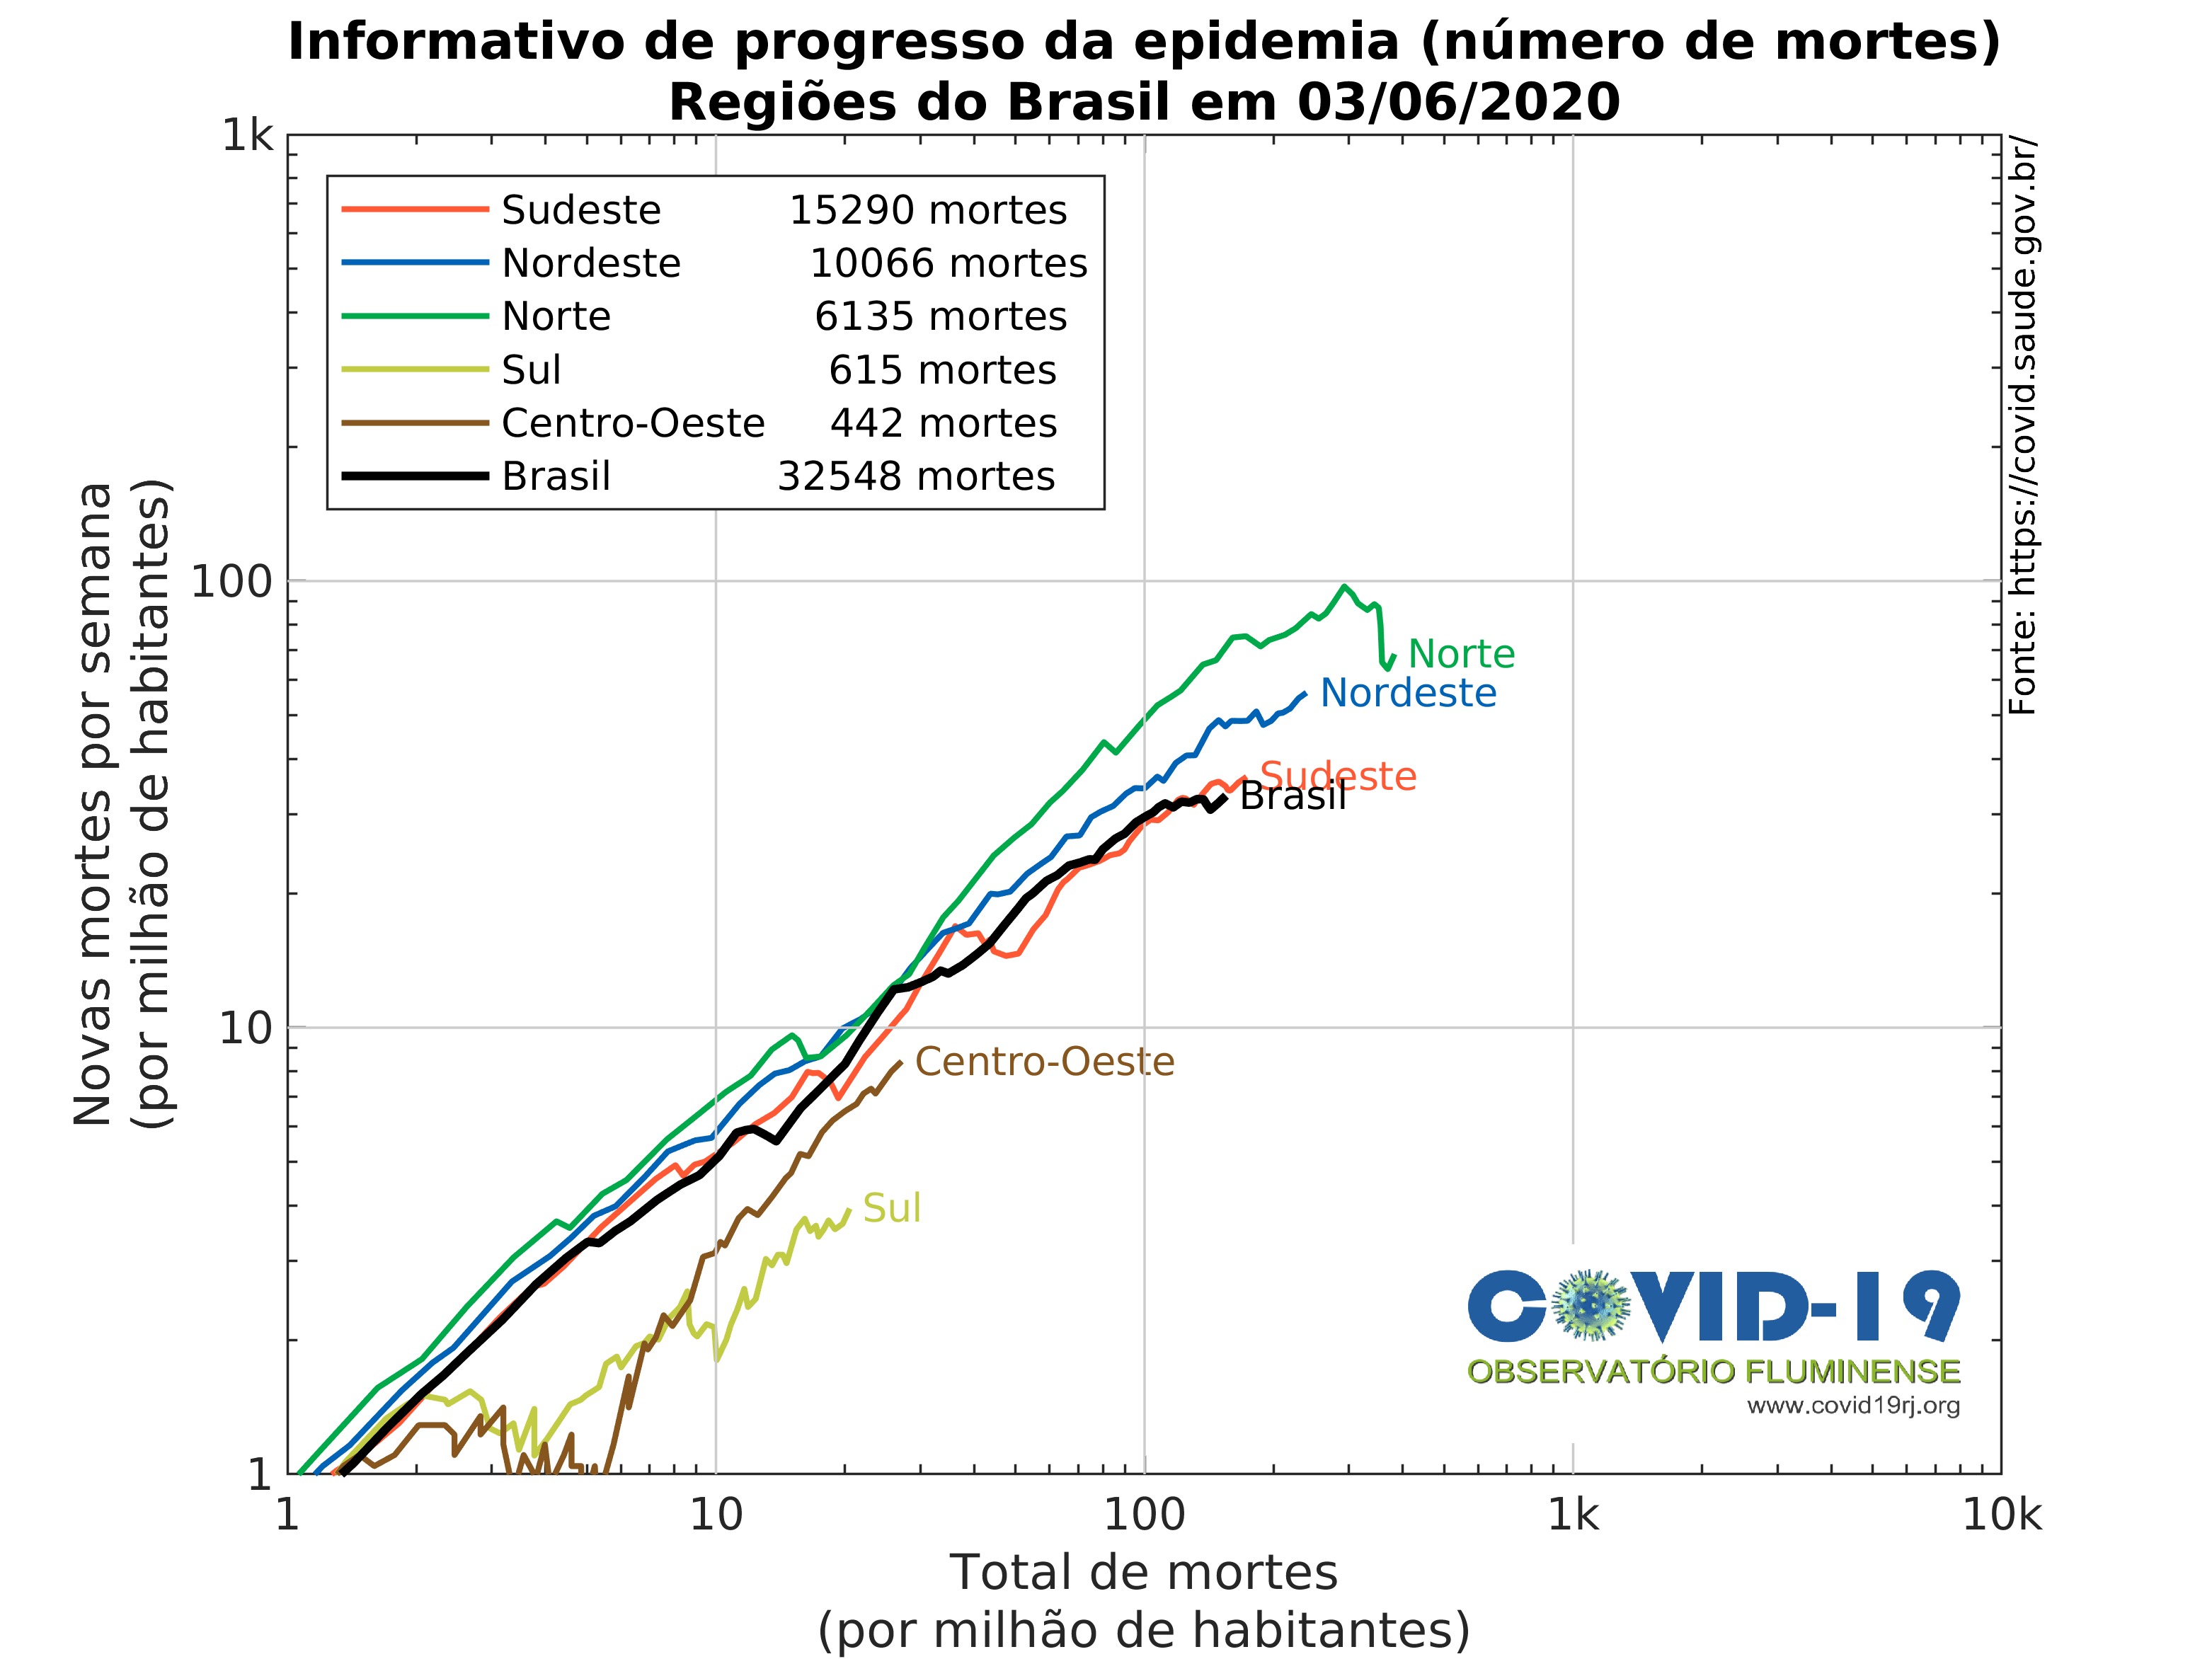 Informativo de progresso da epidemia (número de mortes)
Regiões do Brasil em 03/06/2020
Sudeste 15290 mortes
Nordeste 10066 mortes
Norte 6135 mortes
Sul 615 mortes
Centro-Oeste 442 mortes
Brasil 32548 mortes
Novas mortes por semana
(por milhão de habitantes)
1k
100
10
1
Fonte: https://covid.saude.gov.br/
Norte
Nordeste
Sudeste
Brasil
Centro-Oeste
Sul
COVID-19
OBSERVATÓRIO FLUMINENSE
www.covid19rj.org
1 10 100 1k 10k
Total de mortes
(por milhão de habitantes)